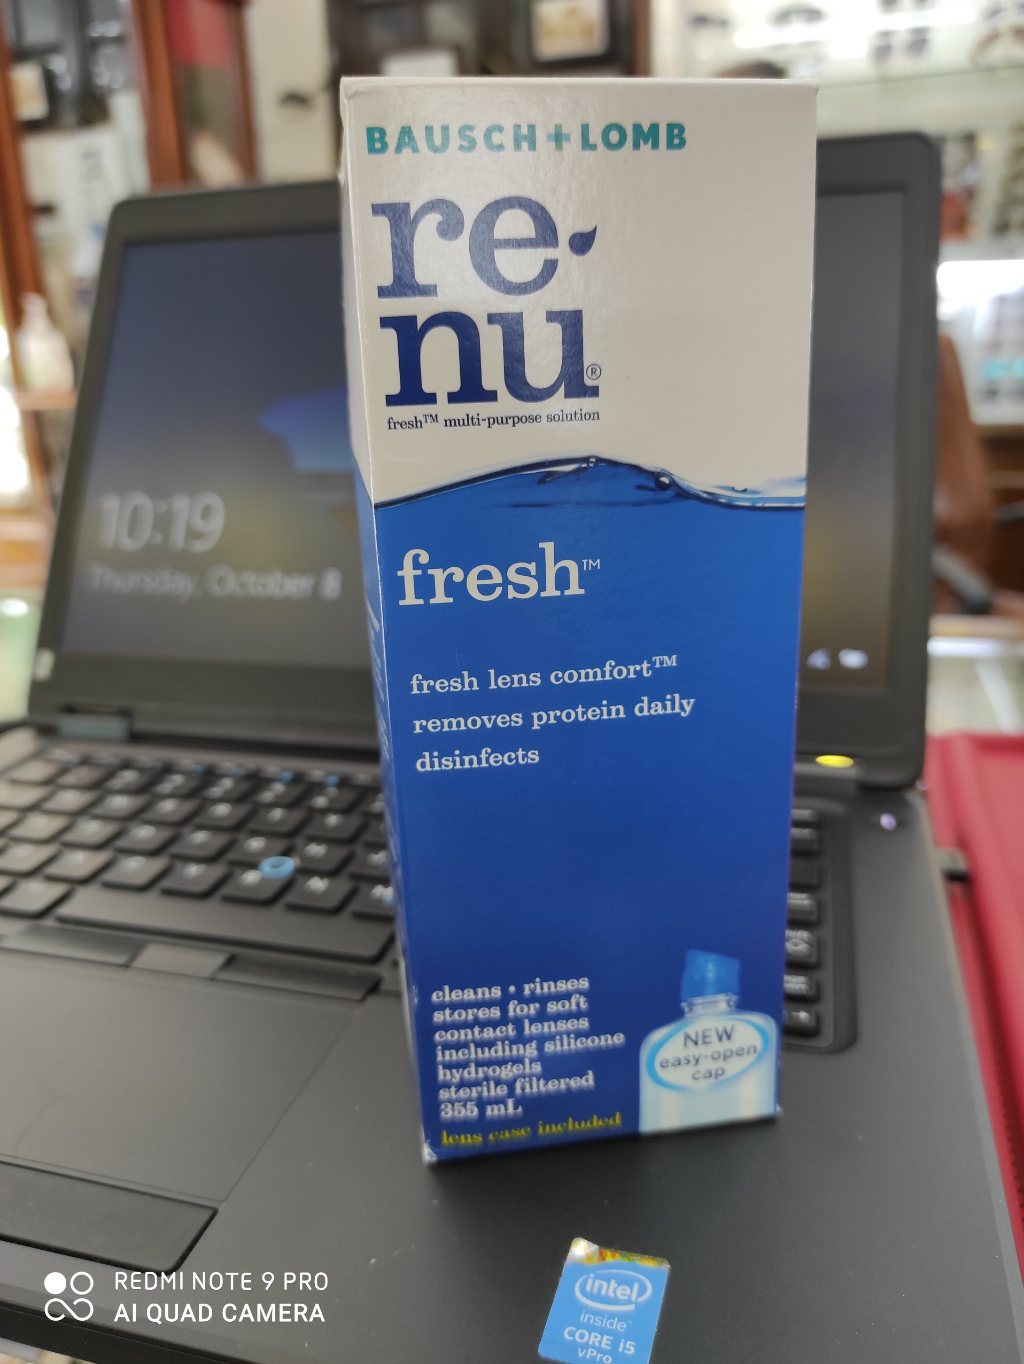 BAUSCH + LOMB
re
nu®
fresh™ multi-purpose solution
fresh™
fresh lens comfort™
removes protein daily
disinfects
cleans • rinses
stores for soft
contact lenses
including silicone
hydrogels
sterile filtered
355 mL
lens case included
NEW
easy-open
cap
10:19
Thursday, October 8
intel
inside™
CORE i5
vPro
REDMI NOTE 9 PRO
AI QUAD CAMERA